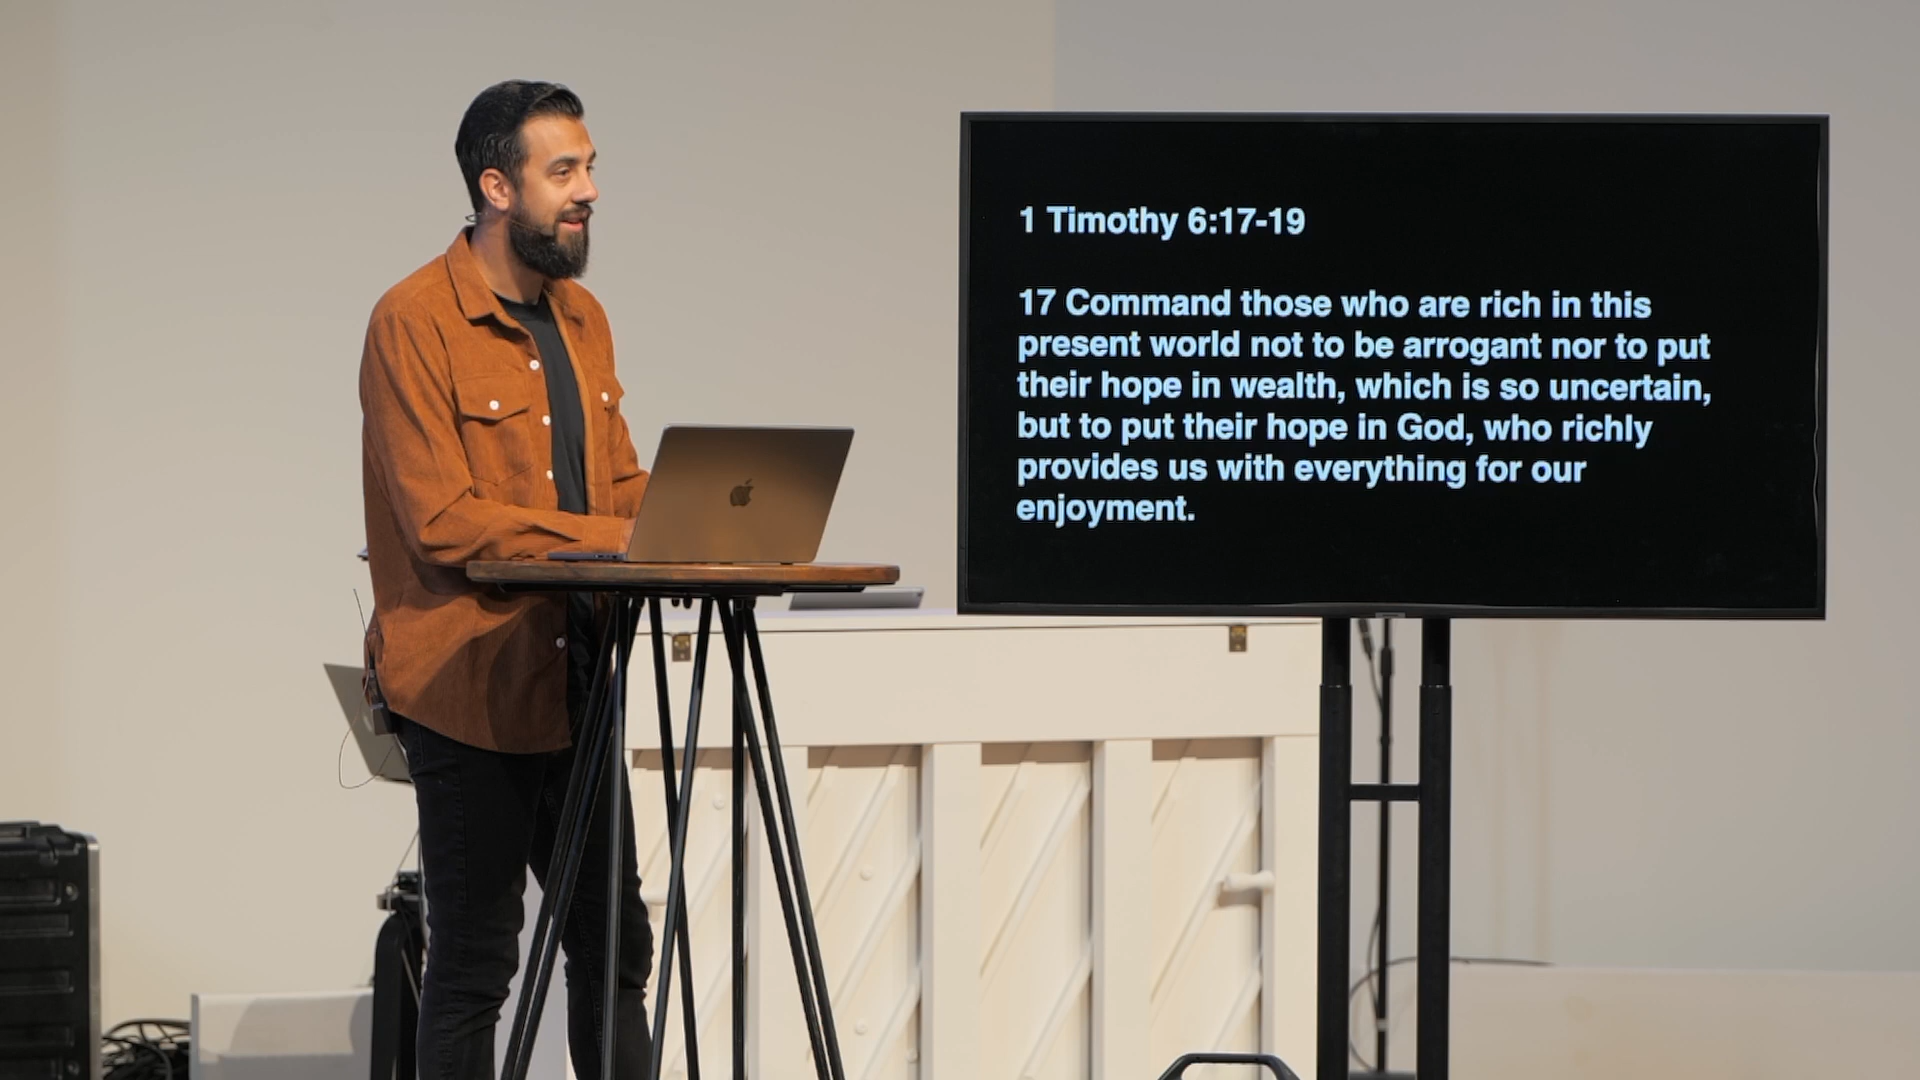 1 Timothy 6:17-19
17 Command those who are rich in this
present world not to be arrogant nor to put
their hope in wealth, which is so uncertain,
but to put their hope in God, who richly
provides us with everything for our
enjoyment.